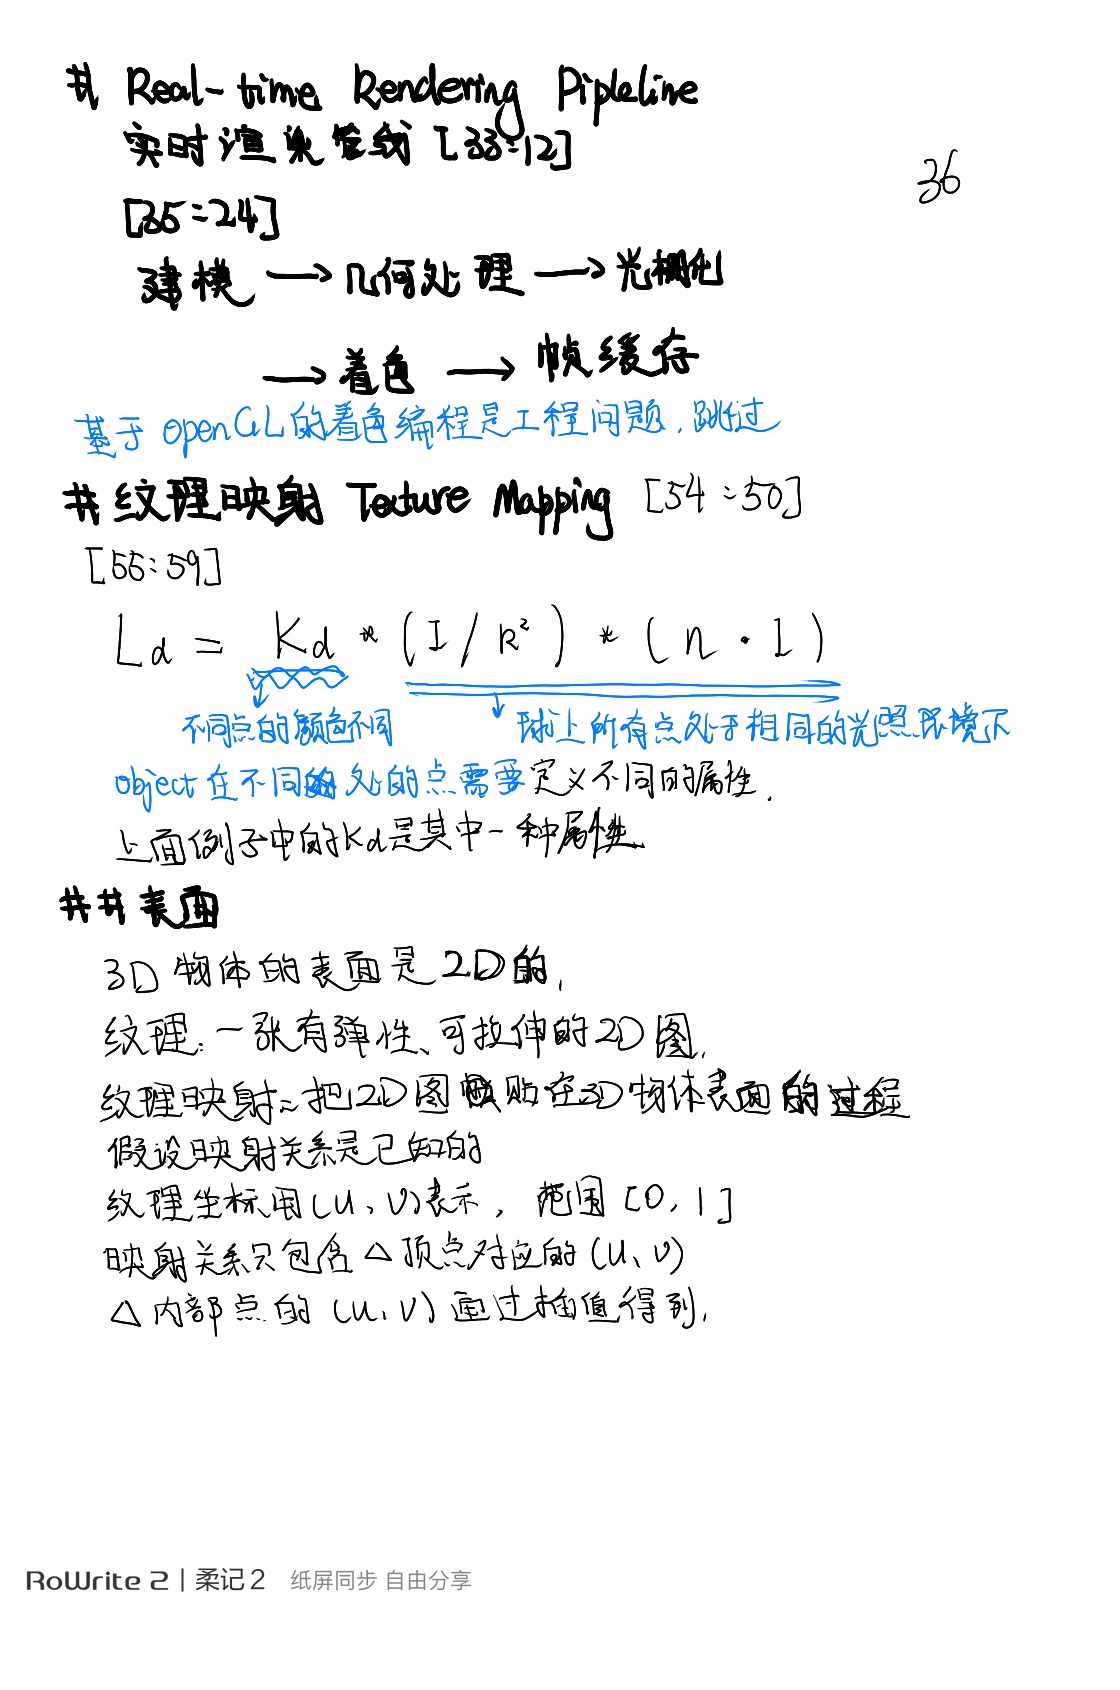 # Real-time Rendering Pipleline
实时渲染管线 [33:12]
36
[35:24]
建模 → 几何处理 → 光栅化
→ 着色 → 帧缓存
基于 openGL的着色编程是工程问题，跳过
# 纹理映射 Texture Mapping [54:50]
[55:59]
Ld = Kd * (I/R²) * (n · l)
不同点的颜色不同
球上所有点处于相同的光照环境下
object 在不同处的点需要定义不同的属性.
上面例子中的Kd是其中一种属性.
## 表面
3D 物体的表面是2D的.
纹理: 一张有弹性、可拉伸的2D图.
纹理映射: 把2D图贴在3D物体表面的过程
假设映射关系是已知的
纹理坐标用(u、v)表示，范围[0,1]
映射关系只包含△顶点对应的(u、v)
△内部点的(u、v)通过插值得到.
RoWrite 2 | 柔记 2 纸屏同步 自由分享